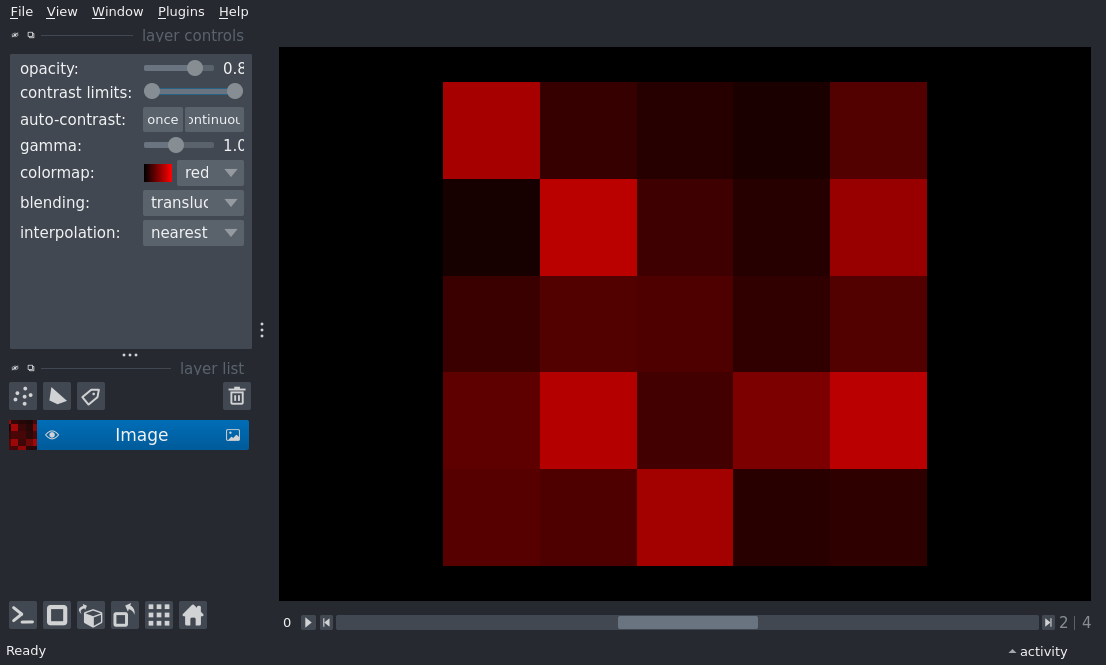 File View Window Plugins Help
layer controls
opacity: 0.8
contrast limits:
auto-contrast: once ontinuou
gamma: 1.0
colormap: red
blending: transluc
interpolation: nearest
layer list
Image
0 2 | 4
Ready activity